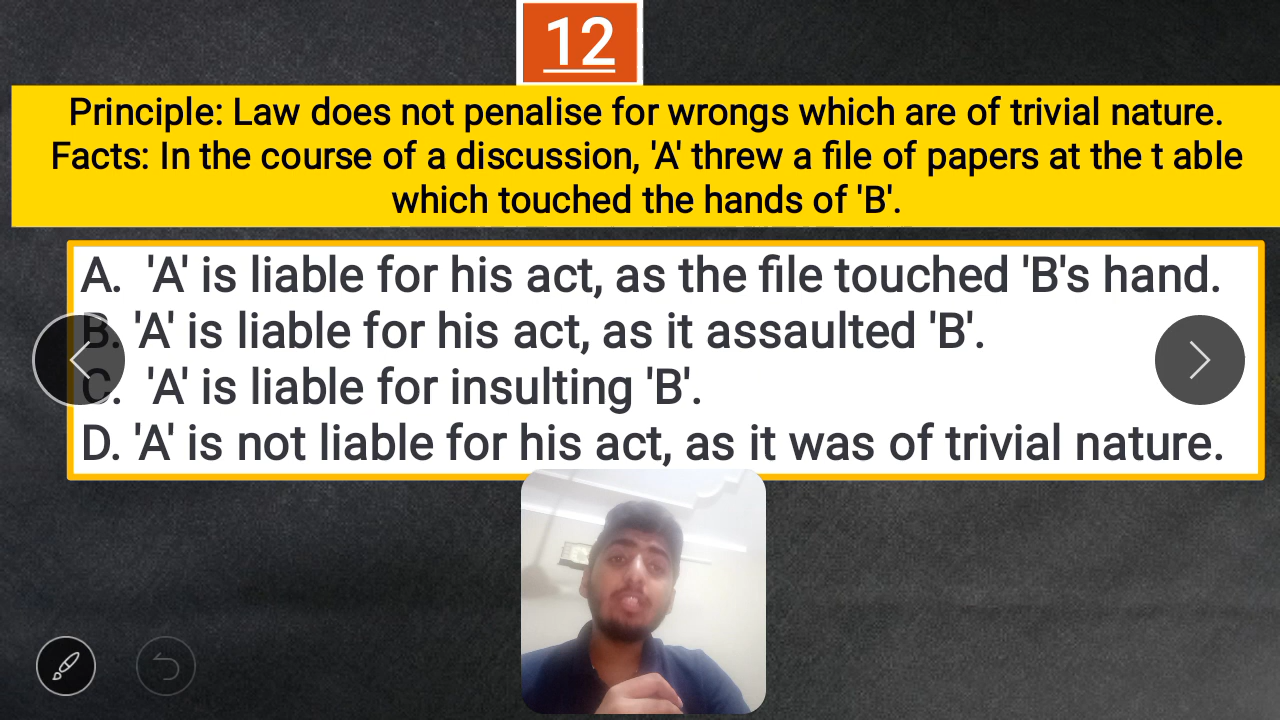 12
Principle: Law does not penalise for wrongs which are of trivial nature.
Facts: In the course of a discussion, 'A' threw a file of papers at the t able
which touched the hands of 'B'.
A. 'A' is liable for his act, as the file touched 'B's hand.
B. 'A' is liable for his act, as it assaulted 'B'.
C. 'A' is liable for insulting 'B'.
D. 'A' is not liable for his act, as it was of trivial nature.